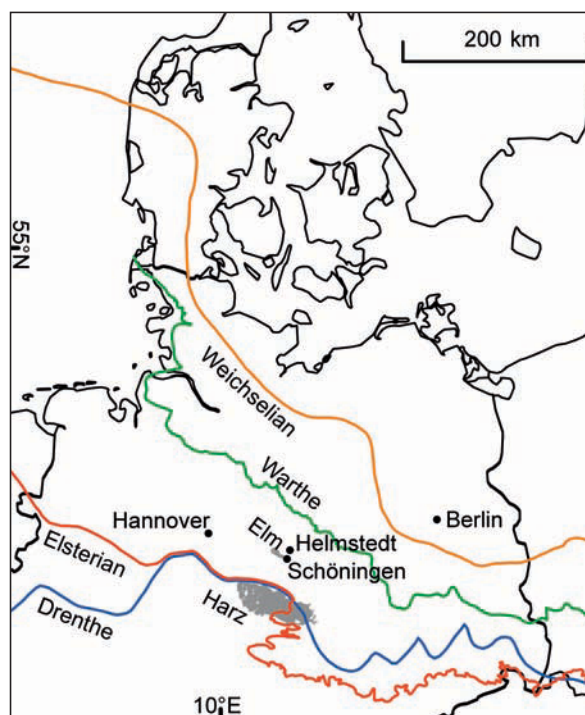 200 km
55°N
Weichselian
Warthe
Hannover
Berlin
Elm
Helmstedt
Schöningen
Elsterian
Harz
Drenthe
10°E